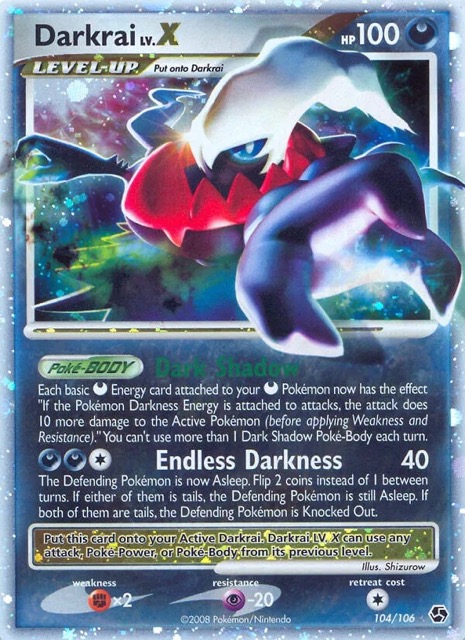 Darkrai LV. X HP 100
LEVEL-UP Put onto Darkrai
Poké-BODY Dark Shadow
Each basic Energy card attached to your Pokémon now has the effect
"If the Pokémon Darkness Energy is attached to attacks, the attack does
10 more damage to the Active Pokémon (before applying Weakness and
Resistance)." You can't use more than 1 Dark Shadow Poké-Body each turn.
Endless Darkness 40
The Defending Pokémon is now Asleep. Flip 2 coins instead of 1 between
turns. If either of them is tails, the Defending Pokémon is still Asleep. If
both of them are tails, the Defending Pokémon is Knocked Out.
Put this card onto your Active Darkrai. Darkrai LV. X can use any
attack, Poké-Power, or Poké-Body from its previous level.
Illus. Shizurow
weakness resistance retreat cost
×2 -20
©2008 Pokémon/Nintendo 104/106